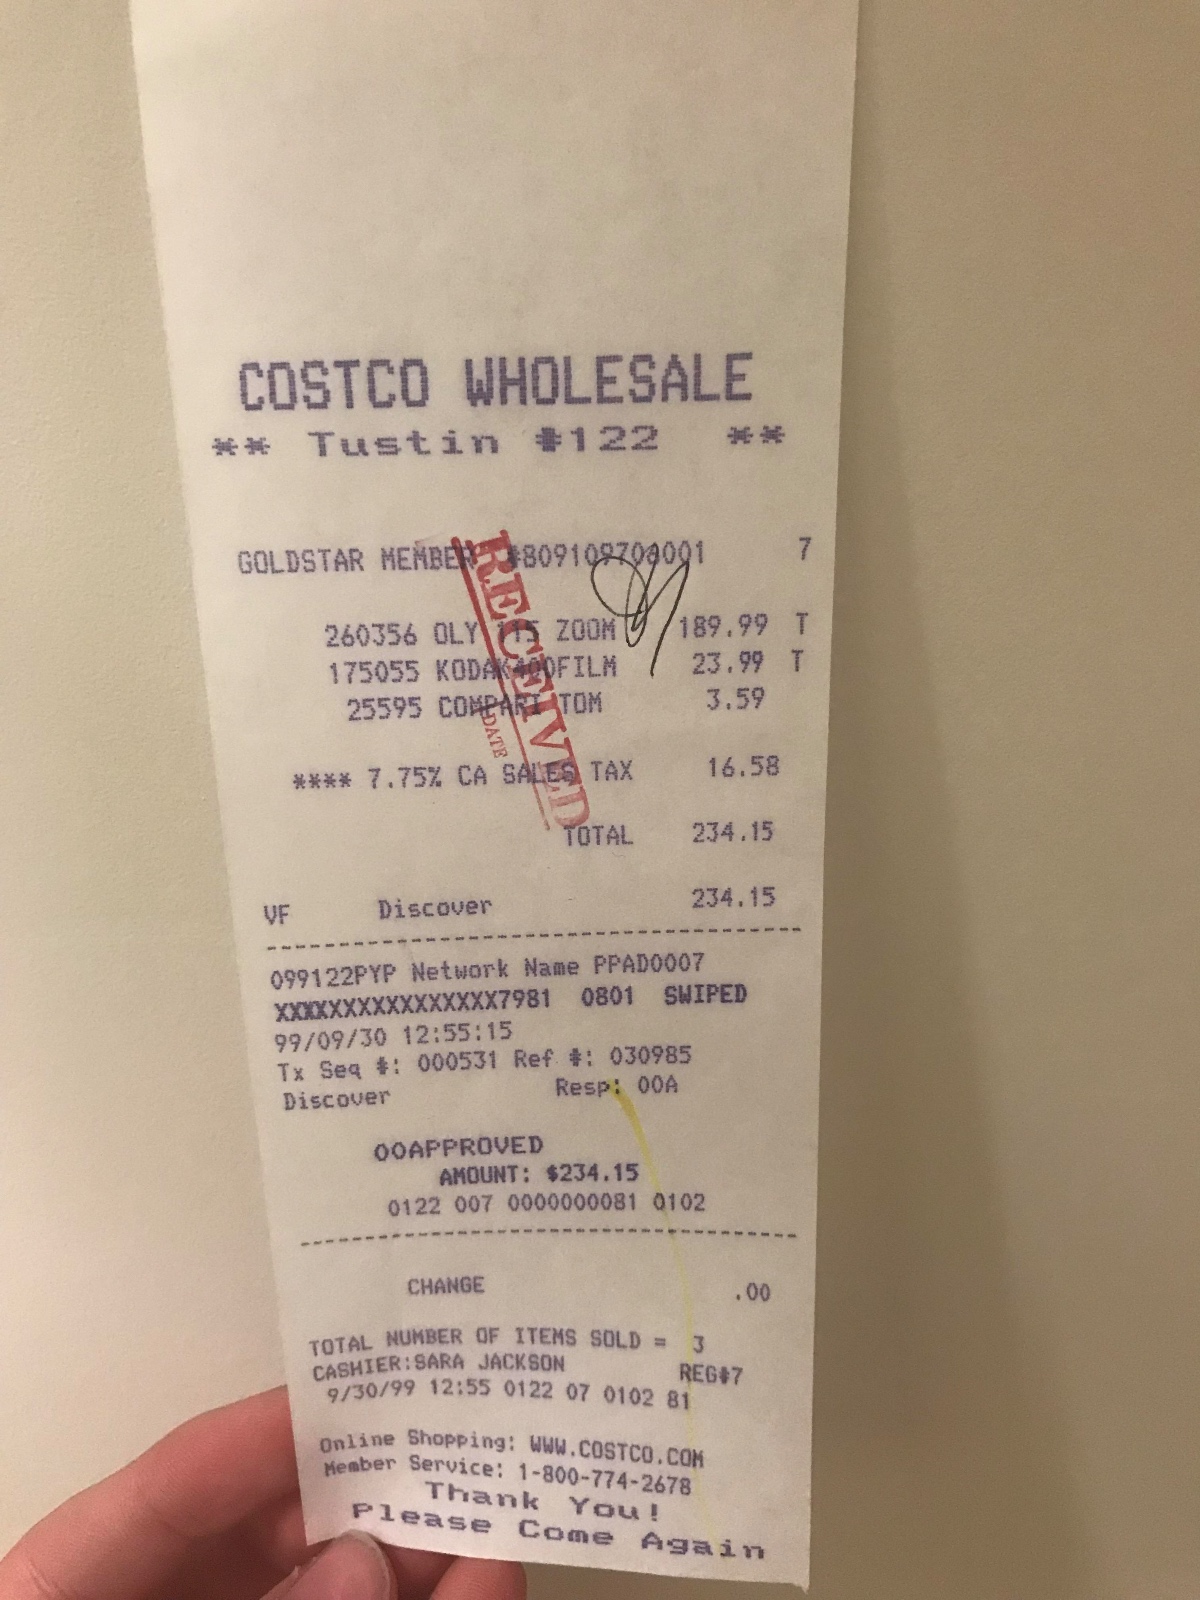 COSTCO WHOLESALE
** Tustin #122 **
GOLDSTAR MEMBER #809109708001 7
260356 OLY 115 ZOOM 189.99 T
175055 KODAK400FILM 23.99 T
25595 COMPARI TOM 3.59
**** 7.75% CA SALES TAX 16.58
TOTAL 234.15
RECEIVED
DATE
VF Discover 234.15
099122PYP Network Name PPAD0007
XXXXXXXXXXXXXXXX7981 0801 SWIPED
99/09/30 12:55:15
Tx Seq #: 000531 Ref #: 030985
Discover Resp: 00A
00APPROVED
AMOUNT: $234.15
0122 007 0000000081 0102
CHANGE .00
TOTAL NUMBER OF ITEMS SOLD = 3
CASHIER:SARA JACKSON REG#7
9/30/99 12:55 0122 07 0102 81
Online Shopping: WWW.COSTCO.COM
Member Service: 1-800-774-2678
Thank You!
Please Come Again